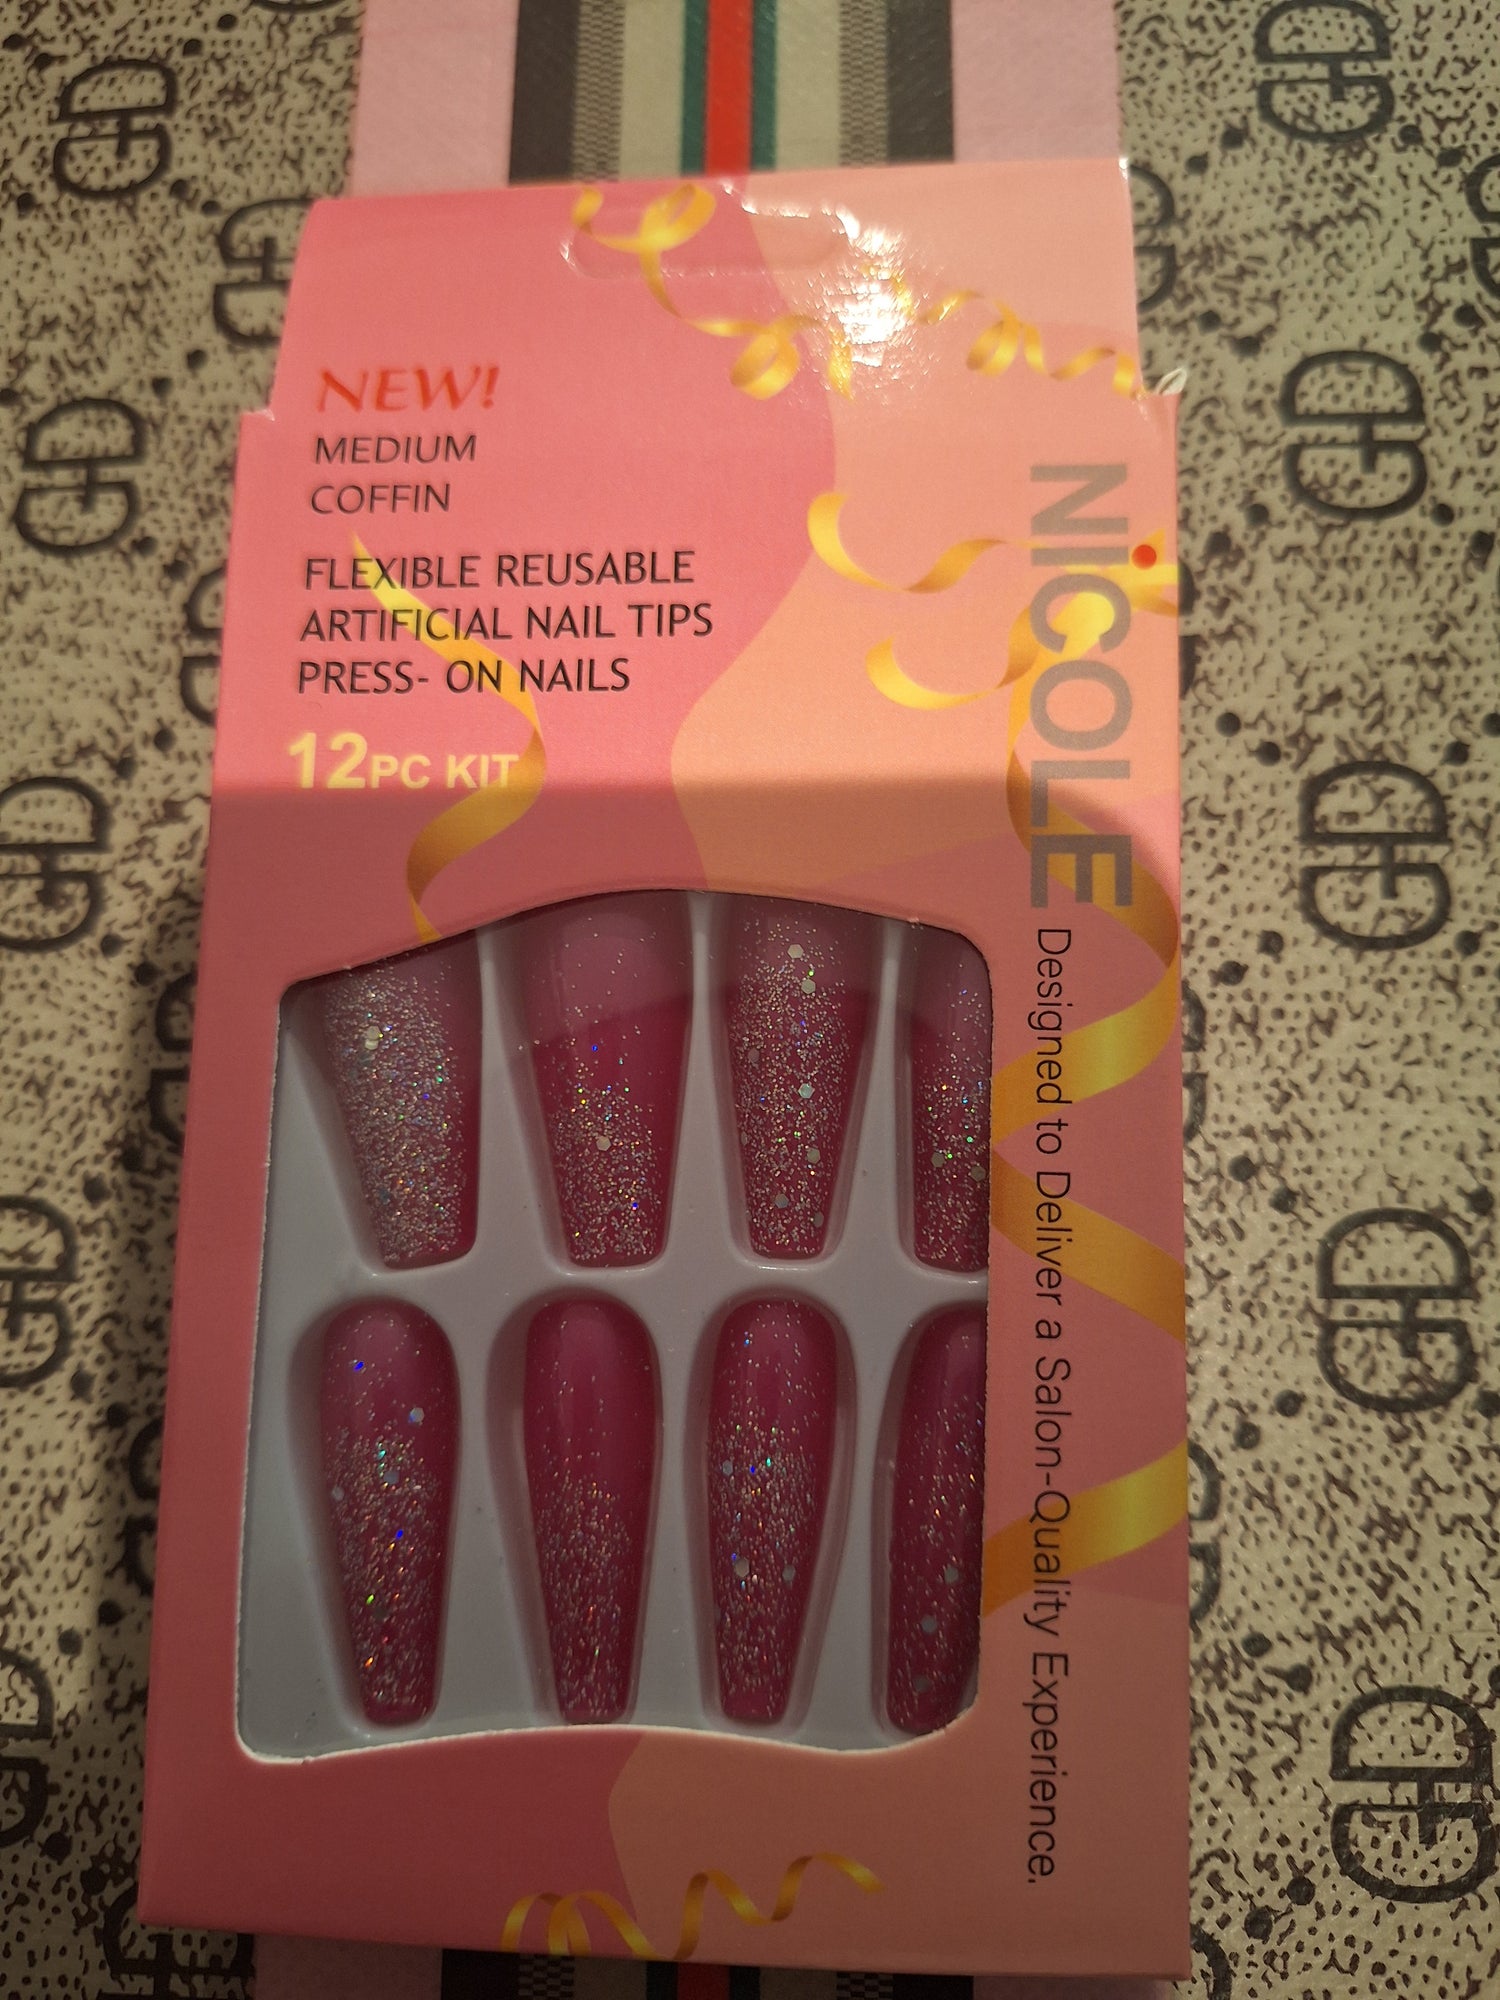 NEW!
MEDIUM
COFFIN
FLEXIBLE REUSABLE
ARTIFICIAL NAIL TIPS
PRESS- ON NAILS
12PC KIT
NiCOLE Designed to Deliver a Salon-Quality Experience.